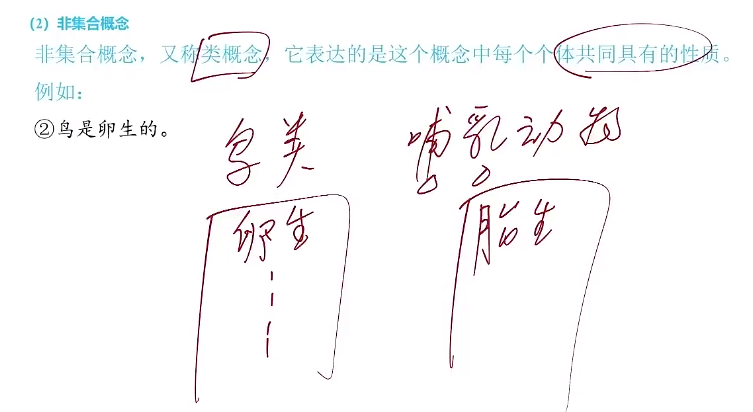 (2) 非集合概念
非集合概念，又称类概念，它表达的是这个概念中每个个体共同具有的性质。
例如：
②鸟是卵生的。
鸟类 哺乳动物
卵生 胎生